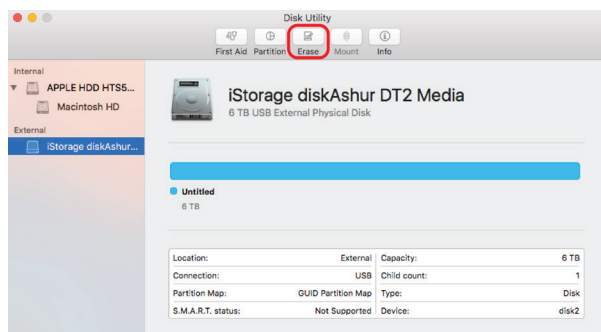 Disk Utility
First Aid Partition Erase Mount Info
Internal
APPLE HDD HTS5...
Macintosh HD
External
iStorage diskAshur...
iStorage diskAshur DT2 Media
6 TB USB External Physical Disk
Untitled
6 TB
Location: External Capacity: 6 TB
Connection: USB Child count: 1
Partition Map: GUID Partition Map Type: Disk
S.M.A.R.T. status: Not Supported Device: disk2